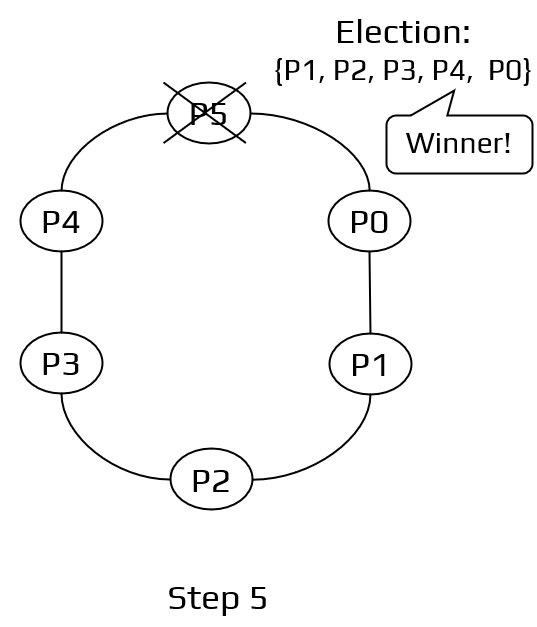 Election:
{P1, P2, P3, P4, P0}
P5
Winner!
P4
P0
P3
P1
P2
Step 5